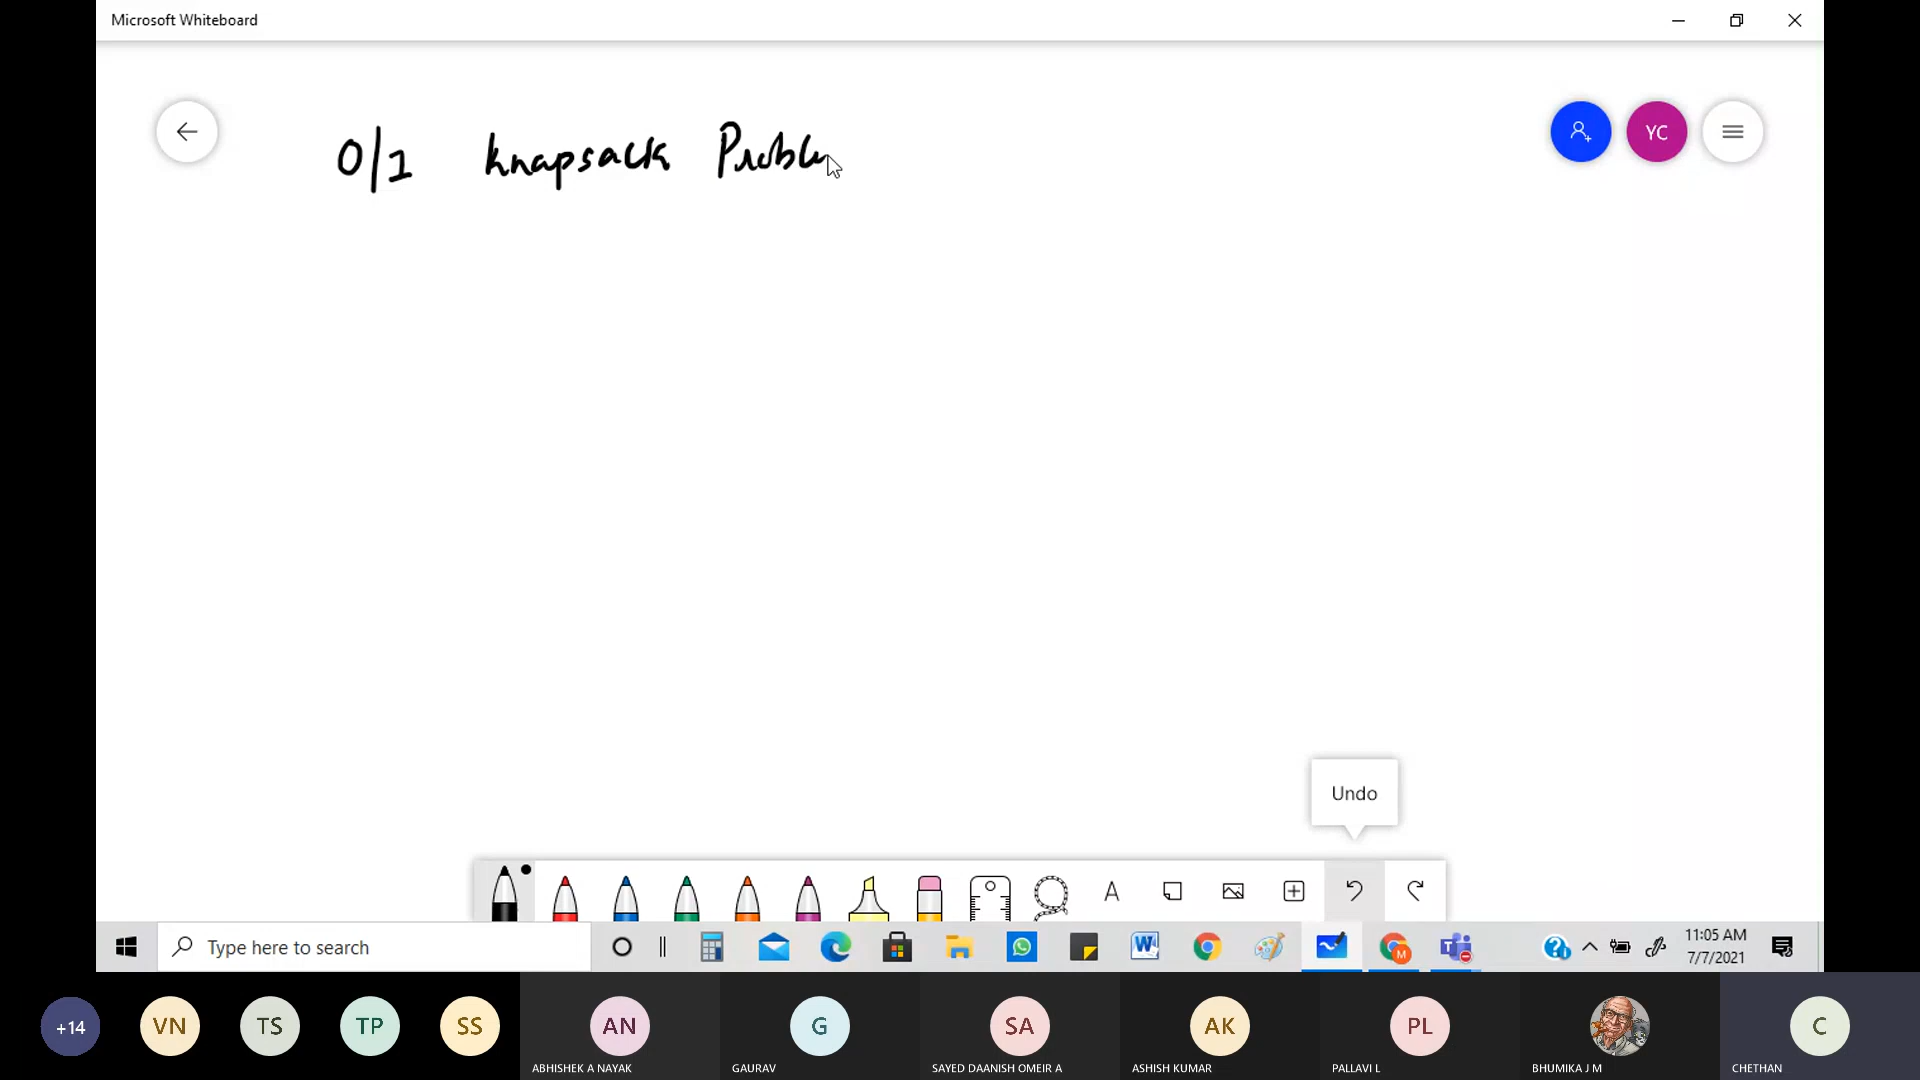 Microsoft Whiteboard
0/1 knapsack Proble
YC
Undo
A
Type here to search
11:05 AM
7/7/2021
+14
VN
TS
TP
SS
AN
G
SA
AK
PL
C
ABHISHEK A NAYAK
GAURAV
SAYED DAANISH OMEIR A
ASHISH KUMAR
PALLAVI L
BHUMIKA J M
CHETHAN